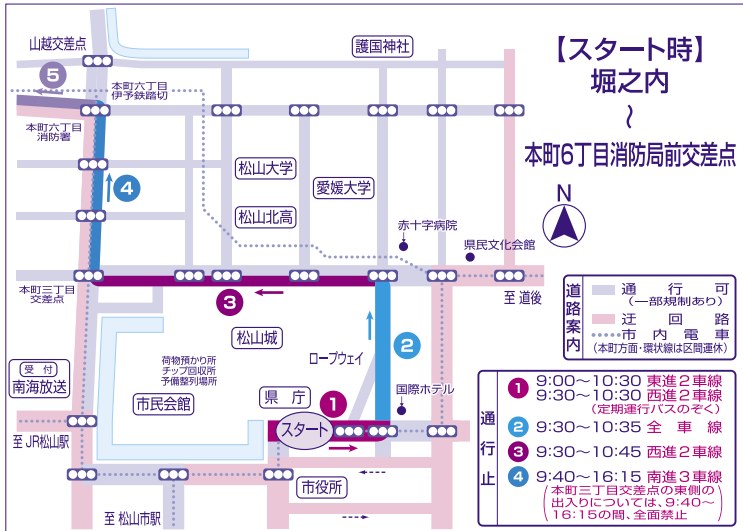 【スタート時】
堀之内
~
本町6丁目消防局前交差点
山越交差点
護国神社
5
本町六丁目
伊予鉄踏切
本町六丁目
消防署
松山大学
愛媛大学
4
松山北高
N
赤十字病院
県民文化会館
本町三丁目
交差点
3
至 道後
松山城
2
ロープウェイ
荷物預かり所
チップ回収所
予備整列場所
受付
南海放送
市民会館
県庁
1
国際ホテル
スタート
至 JR松山駅
市役所
至 松山市駅
道路案内
通行可
(一部規制あり)
迂回路
市内電車
(本町方面・環状線は区間運休)
通行止
1 9:00~10:30 東進2車線
9:30~10:30 西進2車線
(定期運行バスのぞく)
2 9:30~10:35 全車線
3 9:30~10:45 西進2車線
4 9:40~16:15 南進3車線
(本町三丁目交差点の東側の
出入りについては、9:40~
16:15の間、全面禁止